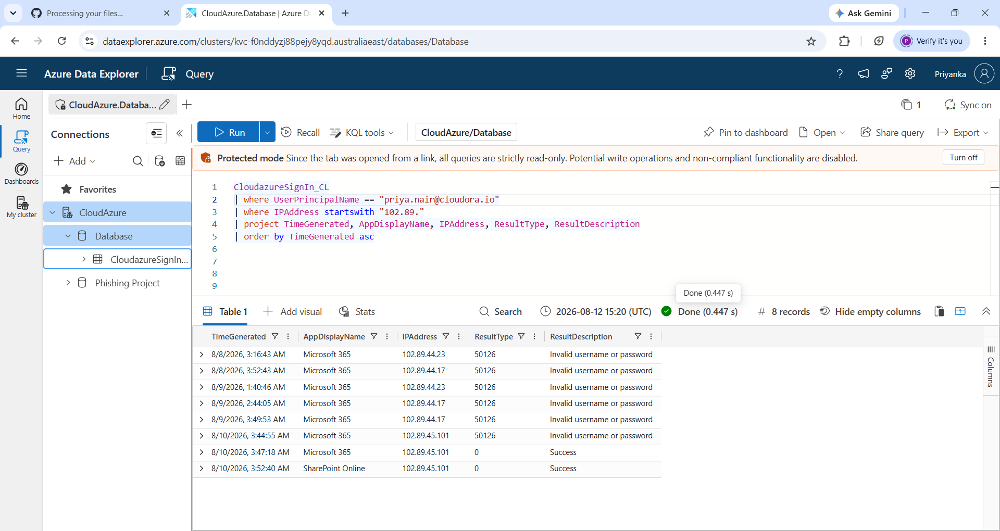 Processing your files...
CloudAzure.Database | Azure D
Ask Gemini
dataexplorer.azure.com/clusters/kvc-f0nddyzj88pejy8yqd.australiaeast/databases/Database
P
Verify it's you
Azure Data Explorer
Query
Priyanka
Home
Query
Dashboards
My cluster
CloudAzure.Databa...
1
Sync on
Connections
Run
Recall
KQL tools
CloudAzure/Database
Pin to dashboard
Open
Share query
Export
Add
Protected mode Since the tab was opened from a link, all queries are strictly read-only. Potential write operations and non-compliant functionality are disabled.
Turn off
Favorites
CloudAzure
Database
CloudazureSignIn...
Phishing Project
1 CloudazureSignIn_CL
2 | where UserPrincipalName == "priya.nair@cloudora.io"
3 | where IPAddress startswith "102.89."
4 | project TimeGenerated, AppDisplayName, IPAddress, ResultType, ResultDescription
5 | order by TimeGenerated asc
6
7
8
9
Done (0.447 s)
Table 1
Add visual
Stats
Search
2026-08-12 15:20 (UTC)
Done (0.447 s)
# 8 records
Hide empty columns
TimeGenerated AppDisplayName IPAddress ResultType ResultDescription
8/8/2026, 3:16:43 AM Microsoft 365 102.89.44.23 50126 Invalid username or password
8/8/2026, 3:52:43 AM Microsoft 365 102.89.44.17 50126 Invalid username or password
8/9/2026, 1:40:46 AM Microsoft 365 102.89.44.23 50126 Invalid username or password
8/9/2026, 2:44:05 AM Microsoft 365 102.89.44.17 50126 Invalid username or password
8/9/2026, 3:49:53 AM Microsoft 365 102.89.44.17 50126 Invalid username or password
8/10/2026, 3:44:55 AM Microsoft 365 102.89.45.101 50126 Invalid username or password
8/10/2026, 3:47:18 AM Microsoft 365 102.89.45.101 0 Success
8/10/2026, 3:52:40 AM SharePoint Online 102.89.45.101 0 Success
Columns